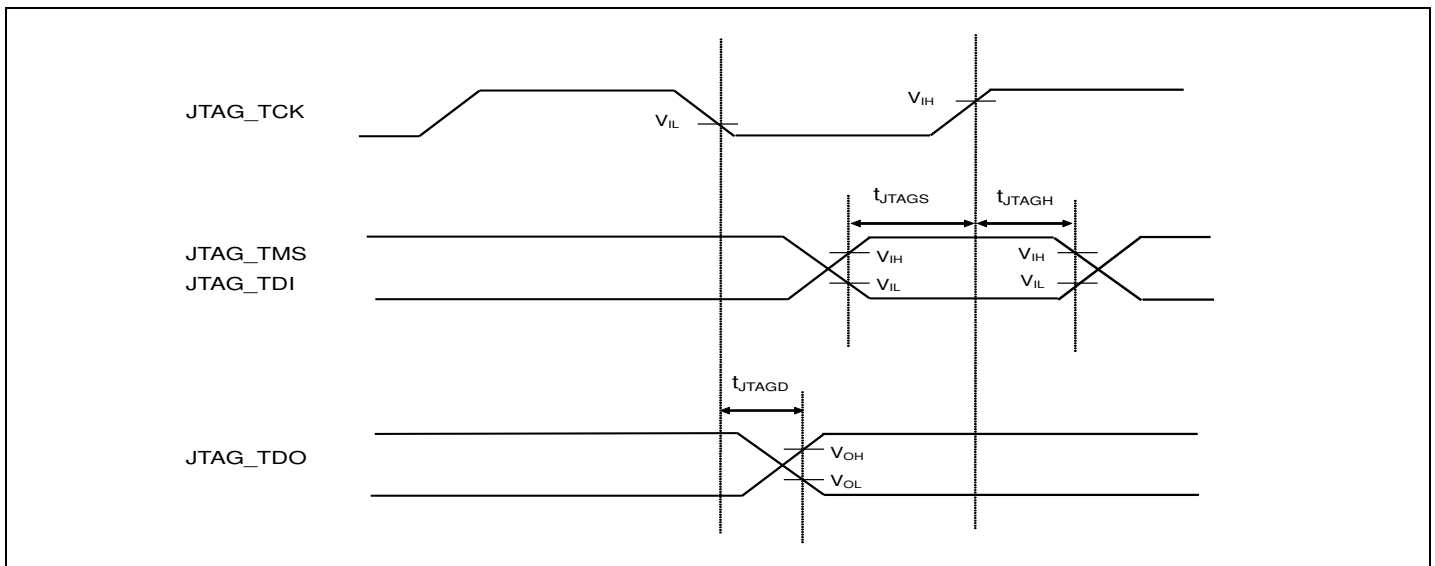 JTAG_TCK
VIL
VIH
tJTAGS
tJTAGH
JTAG_TMS
JTAG_TDI
VIH
VIL
VIH
VIL
tJTAGD
JTAG_TDO
VOH
VOL